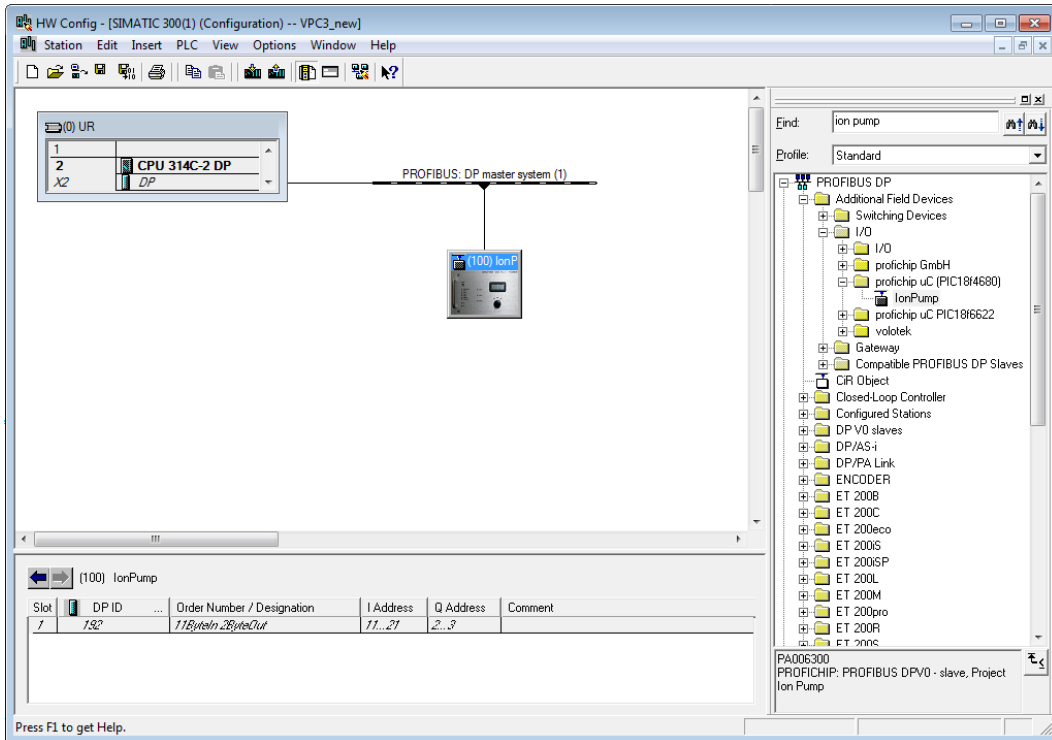 HW Config - [SIMATIC 300(1) (Configuration) -- VPC3_new]
Station Edit Insert PLC View Options Window Help
(0) UR
1
2 CPU 314C-2 DP
X2 DP
PROFIBUS: DP master system (1)
(100) IonP
Find: ion pump
Profile: Standard
PROFIBUS DP
Additional Field Devices
Switching Devices
I/O
I/O
profichip GmbH
profichip uC (PIC18f4680)
IonPump
profichip uC PIC18f6622
volotek
Gateway
Compatible PROFIBUS DP Slaves
CiR Object
Closed-Loop Controller
Configured Stations
DP V0 slaves
DP/AS-i
DP/PA Link
ENCODER
ET 200B
ET 200C
ET 200eco
ET 200iS
ET 200iSP
ET 200L
ET 200M
ET 200pro
ET 200R
ET 200S
(100) IonPump
Slot DP ID ... Order Number / Designation I Address Q Address Comment
1 192 11ByteIn 2ByteOut 11...21 2...3
PA006300
PROFICHIP: PROFIBUS DPV0 - slave, Project
Ion Pump
Press F1 to get Help.